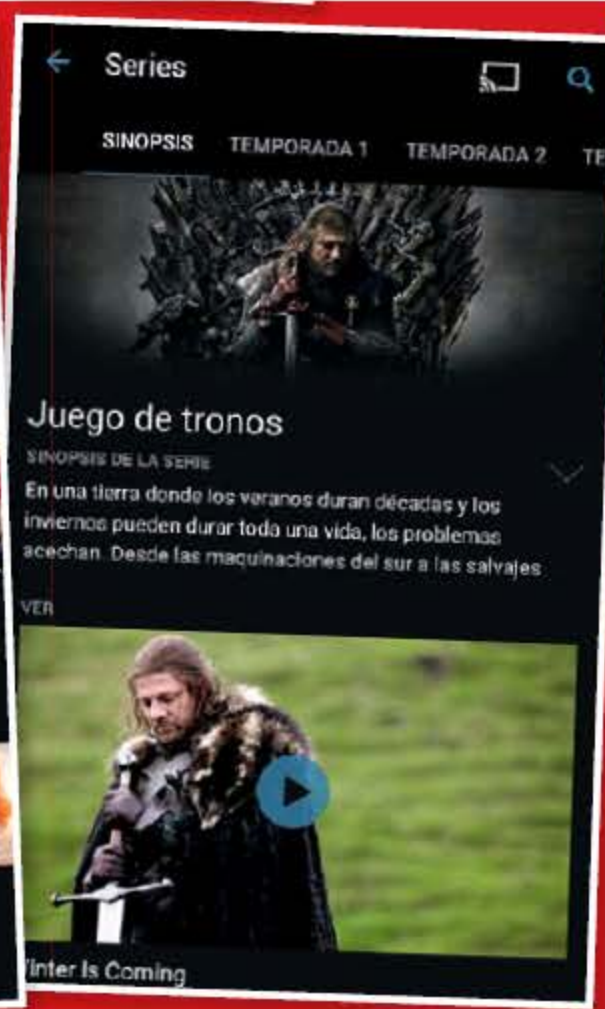 Series
SINOPSIS TEMPORADA 1 TEMPORADA 2 TE
Juego de tronos
SINOPSIS DE LA SERIE
En una tierra donde los veranos duran décadas y los
inviernos pueden durar toda una vida, los problemas
acechan. Desde las maquinaciones del sur a las salvajes
VER
inter Is Coming